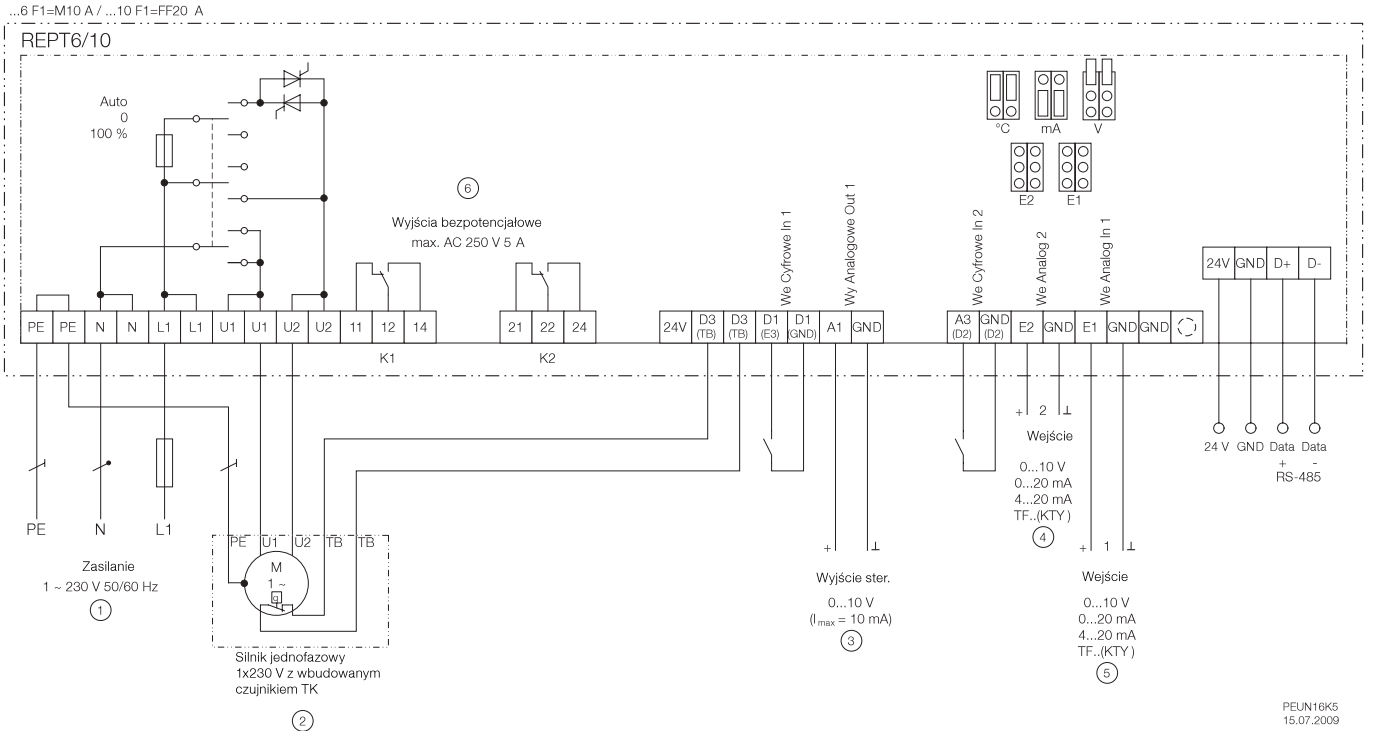 ...6 F1=M10 A / ...10 F1=FF20 A
REPT6/10
Auto
0
100 %
°C mA V
E2 E1
6
Wyjścia bezpotencjałowe
max. AC 250 V 5 A
We Cyfrowe In 1
Wy Analogowe Out 1
We Cyfrowe In 2
We Analog 2
We Analog In 1
24V GND D+ D-
PE PE N N L1 L1 U1 U1 U2 U2 11 12 14
K1
21 22 24
K2
24V D3 (TB) D3 (TB) D1 (E3) D1 (GND) A1 GND
A3 (D2) GND (D2) E2 GND E1 GND GND
24 V GND Data + Data -
RS-485
+ 2 ⊥
Wejście
0...10 V
0...20 mA
4...20 mA
TF..(KTY )
4
PE N L1
Zasilanie
1 ~ 230 V 50/60 Hz
1
PE U1 U2 TB TB
M
1 ~
g
Silnik jednofazowy
1x230 V z wbudowanym
czujnikiem TK
2
+ ⊥
Wyjście ster.
0...10 V
(I max = 10 mA)
3
+ 1 ⊥
Wejście
0...10 V
0...20 mA
4...20 mA
TF..(KTY )
5
PEUN16K5
15.07.2009